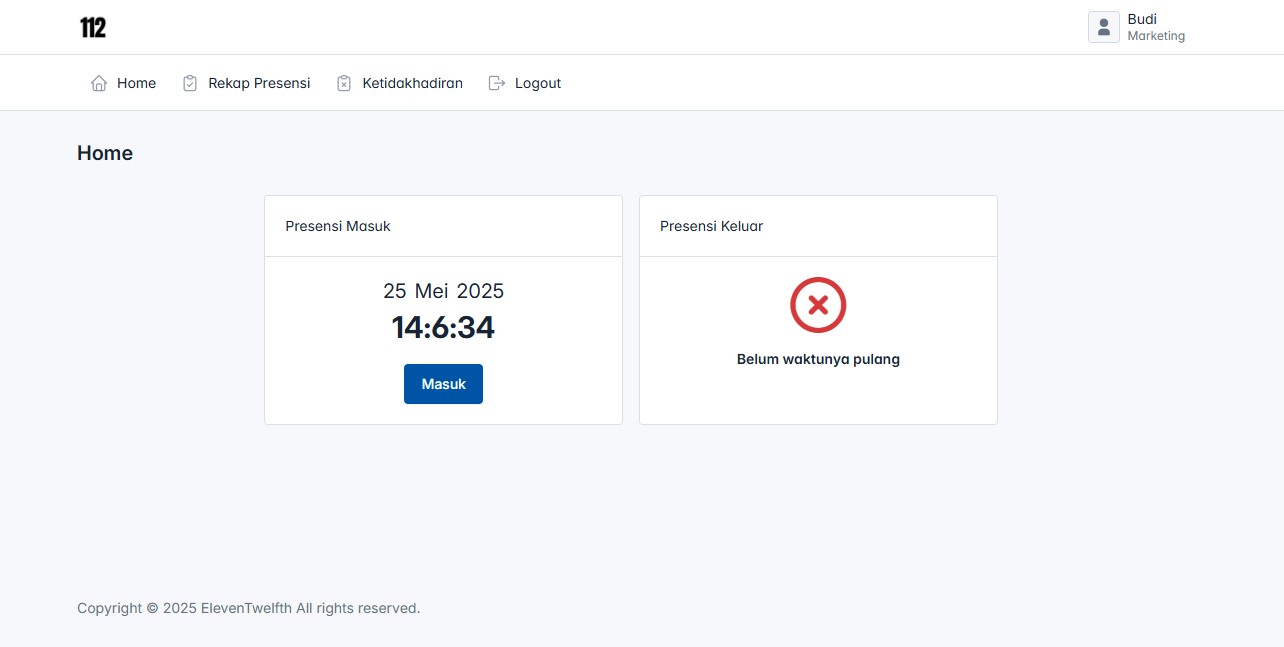 112
Budi
Marketing
Home
Rekap Presensi
Ketidakhadiran
Logout
Home
Presensi Masuk
25 Mei 2025
14:6:34
Masuk
Presensi Keluar
Belum waktunya pulang
Copyright © 2025 ElevenTwelfth All rights reserved.